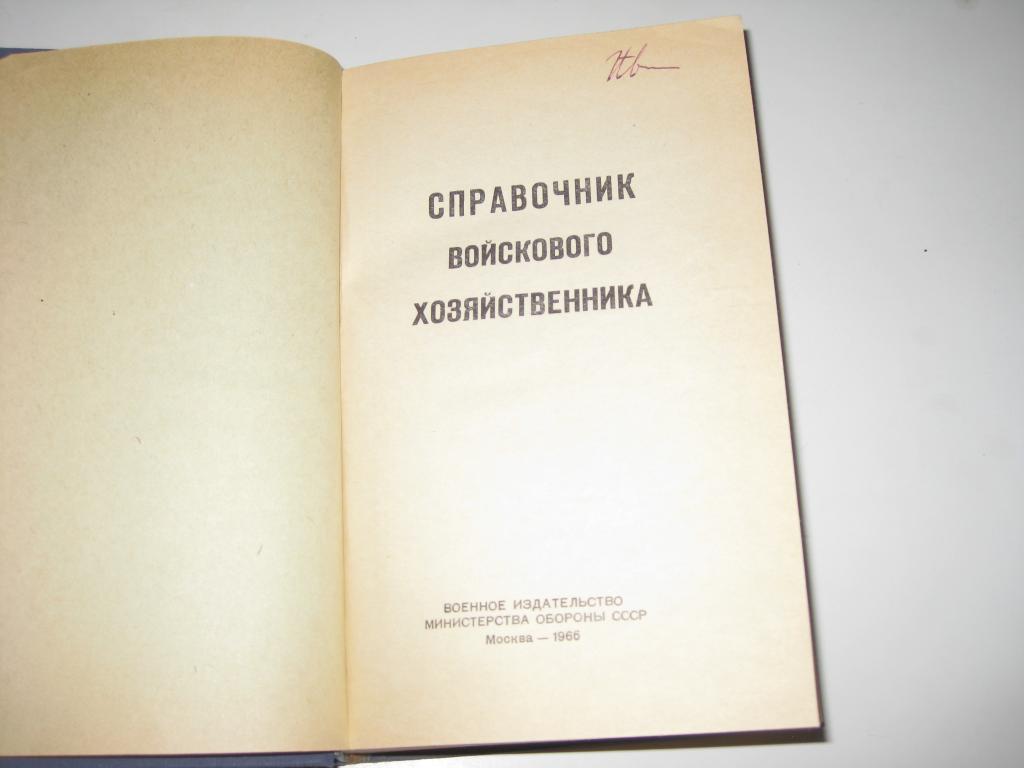 СПРАВОЧНИК
ВОЙСКОВОГО
ХОЗЯЙСТВЕННИКА
ВОЕННОЕ ИЗДАТЕЛЬСТВО
МИНИСТЕРСТВА ОБОРОНЫ СССР
Москва — 1966